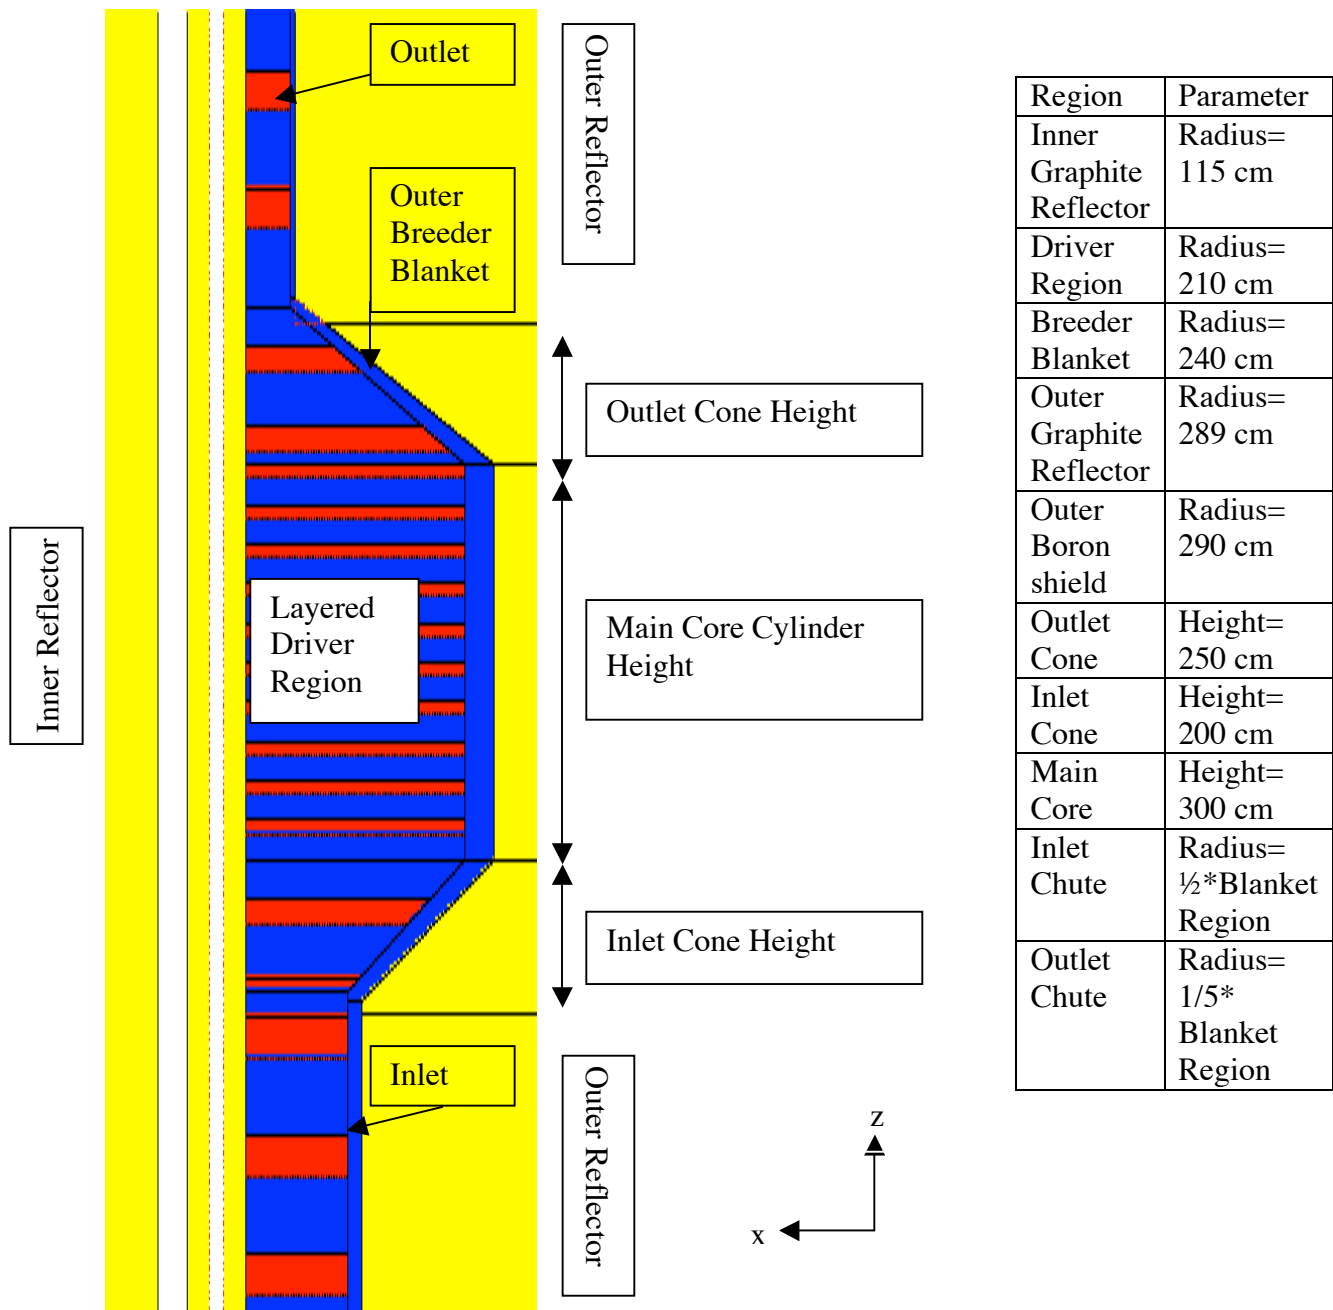 Outlet
Outer
Breeder
Blanket
Outer Reflector
Outlet Cone Height
Inner Reflector
Layered
Driver
Region
Main Core Cylinder
Height
Inlet Cone Height
Inlet
Outer Reflector
z
x
Region Parameter
Inner Radius=
Graphite 115 cm
Reflector
Driver Radius=
Region 210 cm
Breeder Radius=
Blanket 240 cm
Outer Radius=
Graphite 289 cm
Reflector
Outer Radius=
Boron 290 cm
shield
Outlet Height=
Cone 250 cm
Inlet Height=
Cone 200 cm
Main Height=
Core 300 cm
Inlet Radius=
Chute ½*Blanket
Region
Outlet Radius=
Chute 1/5*
Blanket
Region